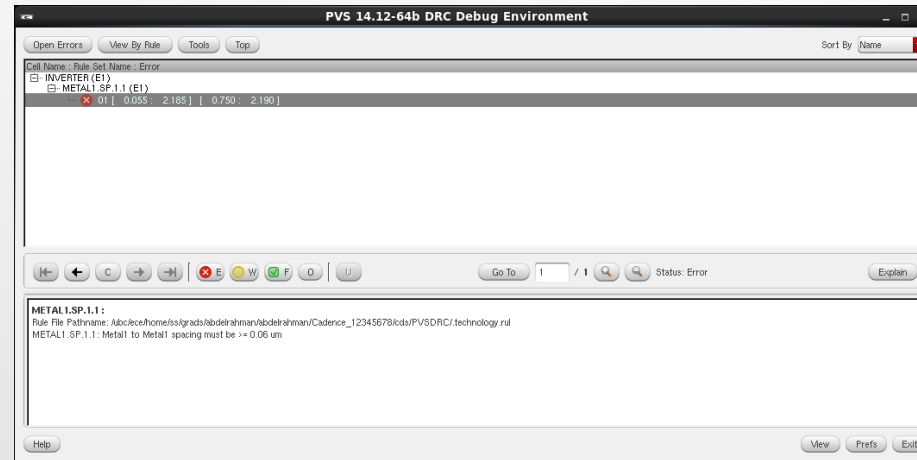 PVS 14.12-64b DRC Debug Environment
Open Errors View By Rule Tools Top Sort By Name
Cell Name : Rule Set Name : Error
INVERTER (E1)
METAL1.SP.1.1 (E1)
01 [ 0.055 : 2.185 ] [ 0.750 : 2.190 ]
C E W F O U Go To 1 / 1 Status: Error Explain
METAL1.SP.1.1 :
Rule File Pathname: /ubc/ece/home/ss/grads/abdelrahman/abdelrahman/Cadence_12345678/cds/PVSDRC/.technology.rul
METAL1.SP.1.1: Metal1 to Metal1 spacing must be >= 0.06 um
Help View Prefs Exit